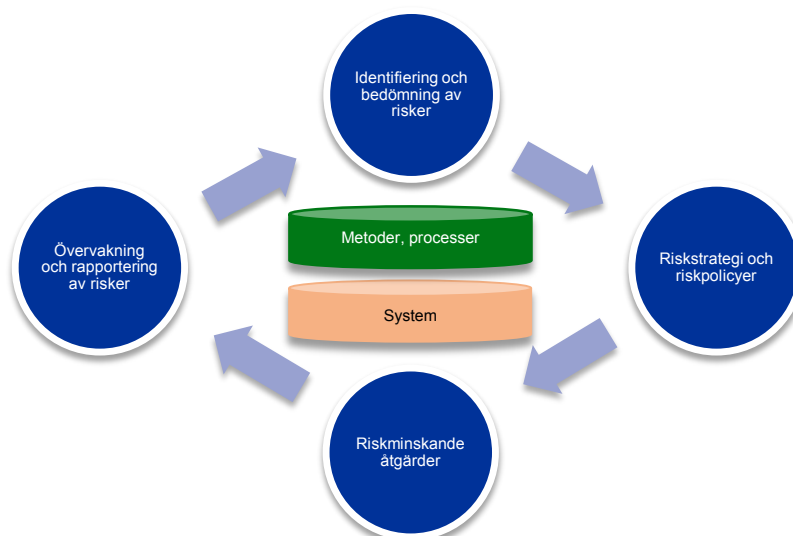 Identifiering och
bedömning av
risker
Metoder, processer
Övervakning
och rapportering
av risker
Riskstrategi och
riskpolicyer
System
Riskminskande
åtgärder